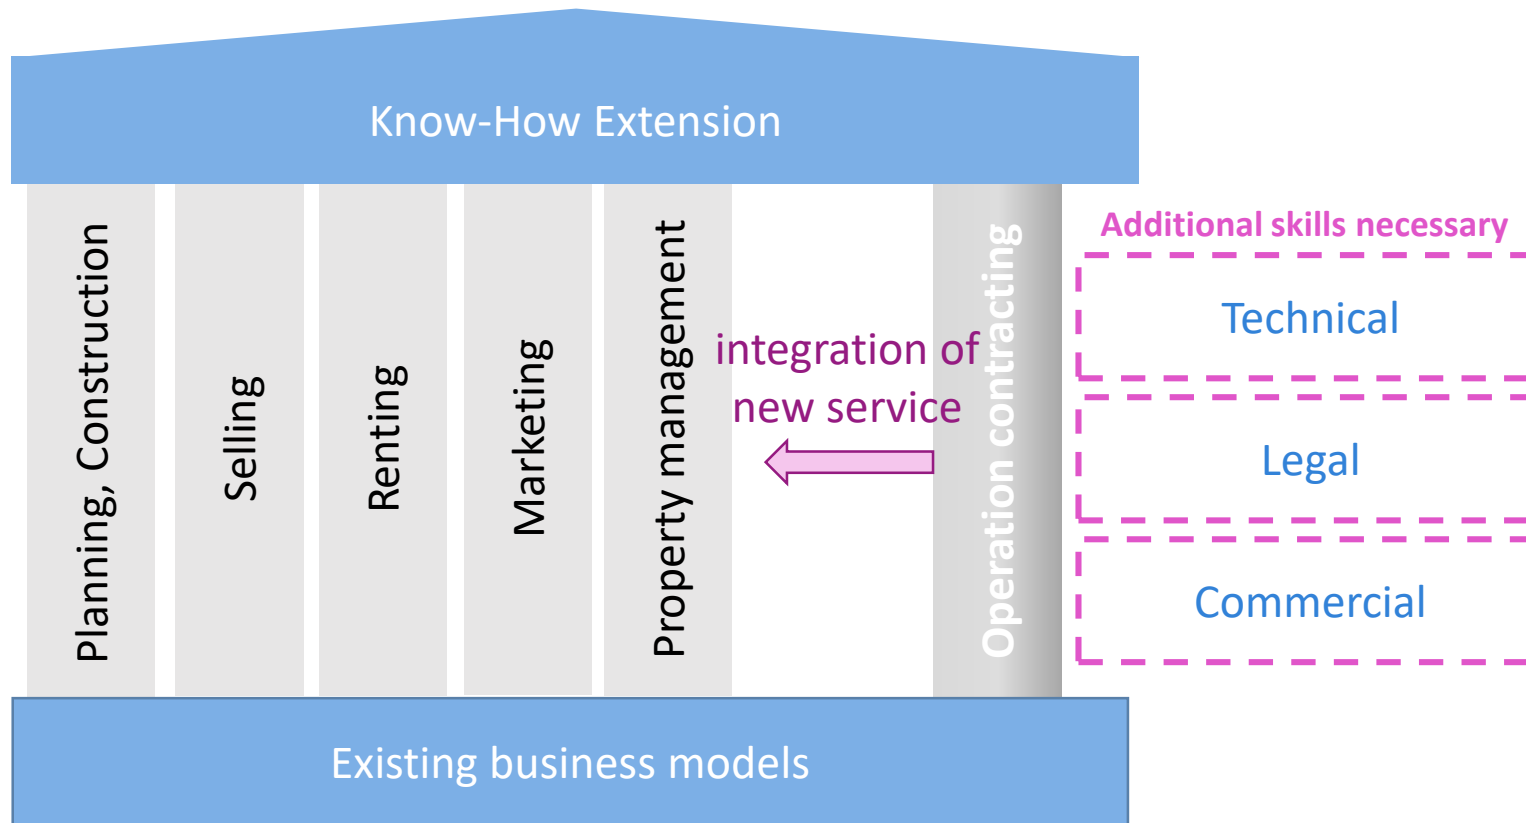 Know-How Extension
Planning, Construction
Selling
Renting
Marketing
Property management
integration of
new service
Operation contracting
Additional skills necessary
Technical
Legal
Commercial
Existing business models